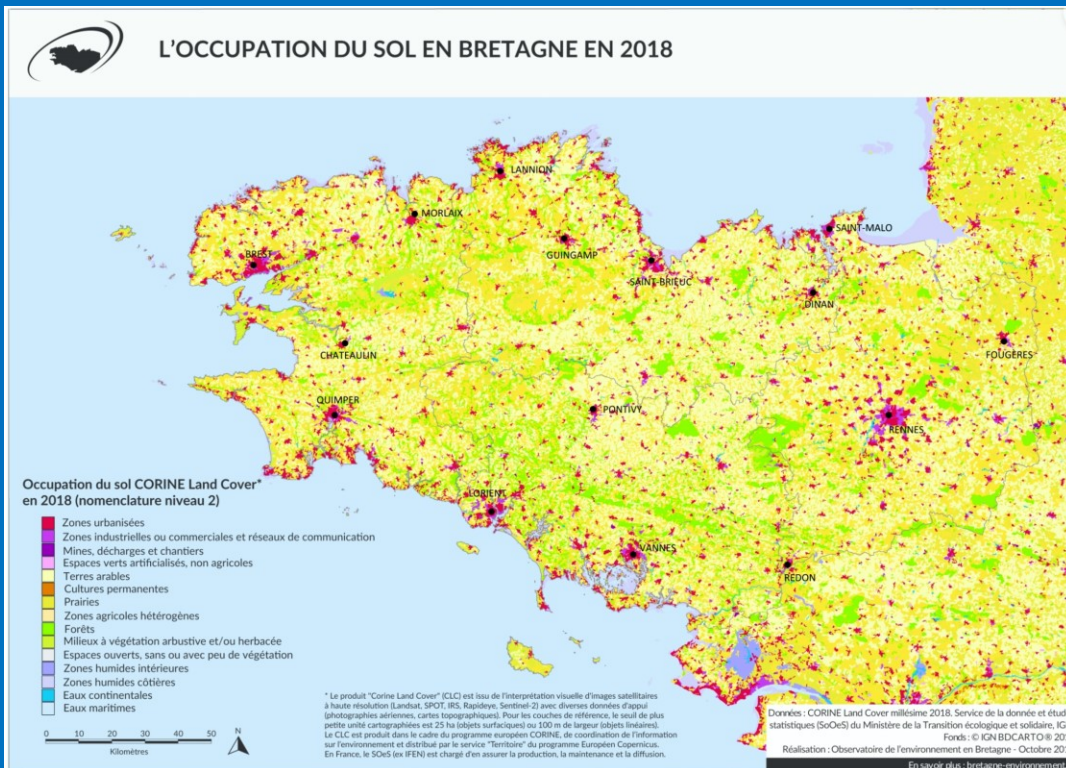 L'OCCUPATION DU SOL EN BRETAGNE EN 2018
LANNION
MORLAIX
SAINT-MALO
BREST
GUINGAMP
SAINT-BRIEUC
DINAN
CHATEAULIN
FOUGERES
QUIMPER
PONTIVY
RENNES
LORIENT
VANNES
REDON
Occupation du sol CORINE Land Cover*
en 2018 (nomenclature niveau 2)
Zones urbanisées
Zones industrielles ou commerciales et réseaux de communication
Mines, décharges et chantiers
Espaces verts artificialisés, non agricoles
Terres arables
Cultures permanentes
Prairies
Zones agricoles hétérogènes
Forêts
Milieux à végétation arbustive et/ou herbacée
Espaces ouverts, sans ou avec peu de végétation
Zones humides intérieures
Zones humides côtières
Eaux continentales
Eaux maritimes
0 10 20 30 40 50
Kilomètres
N
* Le produit "Corine Land Cover" (CLC) est issu de l'interprétation visuelle d'images satellitaires
à haute résolution (Landsat, SPOT, IRS, Rapideye, Sentinel-2) avec diverses données d'appui
(photographies aériennes, cartes topographiques). Pour les couches de référence, le seuil de plus
petite unité cartographiées est 25 ha (objets surfaciques) ou 100 m de largeur (objets linéaires).
Le CLC est produit dans le cadre du programme européen CORINE, de coordination de l'information
sur l'environnement et distribué par le service "Territoire" du programme Européen Copernicus.
En France, le SOeS (ex IFEN) est chargé d'en assurer la production, la maintenance et la diffusion.
Données : CORINE Land Cover millésime 2018. Service de la donnée et étud
statistiques (SoOeS) du Ministère de la Transition écologique et solidaire, IG
Fonds : © IGN BDCARTO® 20
Réalisation : Observatoire de l'environnement en Bretagne - Octobre 20
En savoir plus : bretagne-environnement